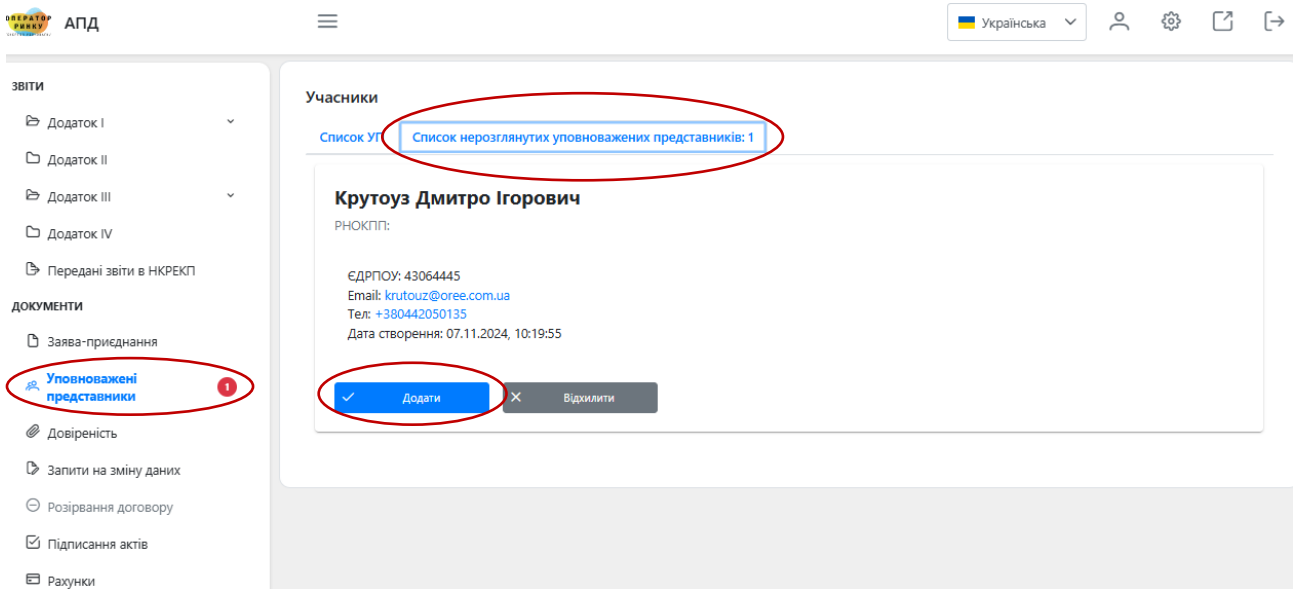 ОПЕРАТОР
РИНКУ
АПД
Українська
ЗВІТИ
Додаток I
Додаток II
Додаток III
Додаток IV
Передані звіти в НКРЕКП
ДОКУМЕНТИ
Заява-приєднання
Уповноважені
представники
1
Довіреність
Запити на зміну даних
Розірвання договору
Підписання актів
Рахунки
Учасники
Список УП
Список нерозглянутих уповноважених представників: 1
Крутоуз Дмитро Ігорович
РНОКПП:
ЄДРПОУ: 43064445
Email: krutouz@oree.com.ua
Тел: +380442050135
Дата створення: 07.11.2024, 10:19:55
Додати
Відхилити